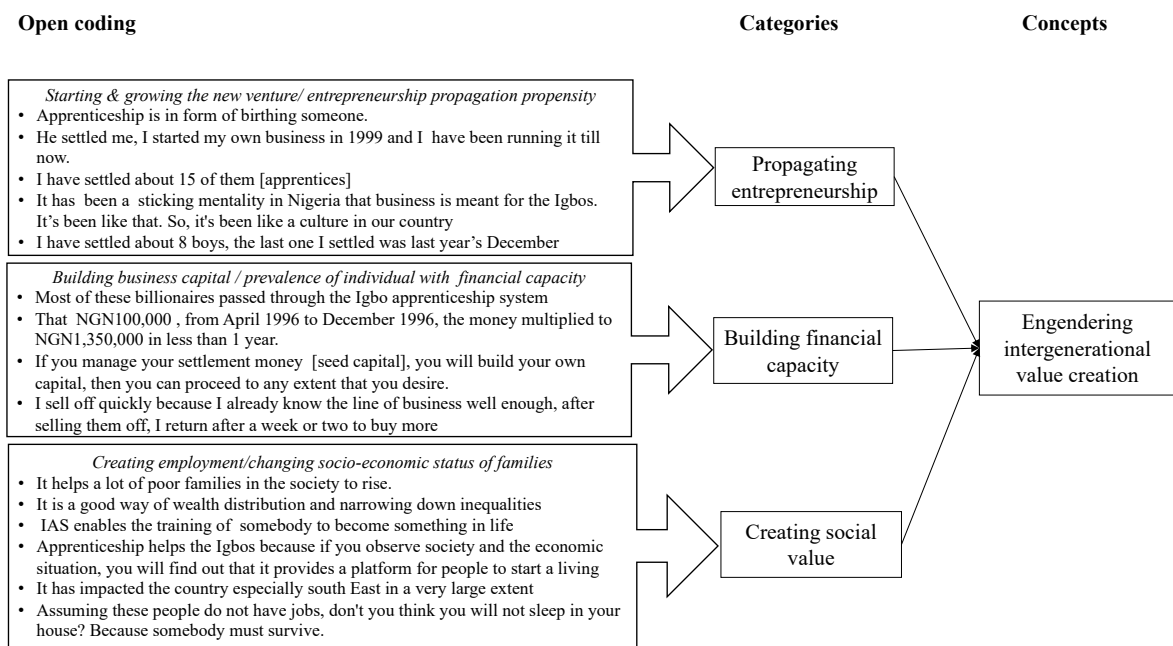 Open coding
Categories
Concepts
Starting & growing the new venture/ entrepreneurship propagation propensity
• Apprenticeship is in form of birthing someone.
• He settled me, I started my own business in 1999 and I have been running it till
now.
• I have settled about 15 of them [apprentices]
• It has been a sticking mentality in Nigeria that business is meant for the Igbos.
It’s been like that. So, it's been like a culture in our country
• I have settled about 8 boys, the last one I settled was last year’s December
Propagating
entrepreneurship
Building business capital / prevalence of individual with financial capacity
• Most of these billionaires passed through the Igbo apprenticeship system
• That NGN100,000 , from April 1996 to December 1996, the money multiplied to
NGN1,350,000 in less than 1 year.
• If you manage your settlement money [seed capital], you will build your own
capital, then you can proceed to any extent that you desire.
• I sell off quickly because I already know the line of business well enough, after
selling them off, I return after a week or two to buy more
Building financial
capacity
Engendering
intergenerational
value creation
Creating employment/changing socio-economic status of families
• It helps a lot of poor families in the society to rise.
• It is a good way of wealth distribution and narrowing down inequalities
• IAS enables the training of somebody to become something in life
• Apprenticeship helps the Igbos because if you observe society and the economic
situation, you will find out that it provides a platform for people to start a living
• It has impacted the country especially south East in a very large extent
• Assuming these people do not have jobs, don't you think you will not sleep in your
house? Because somebody must survive.
Creating social
value